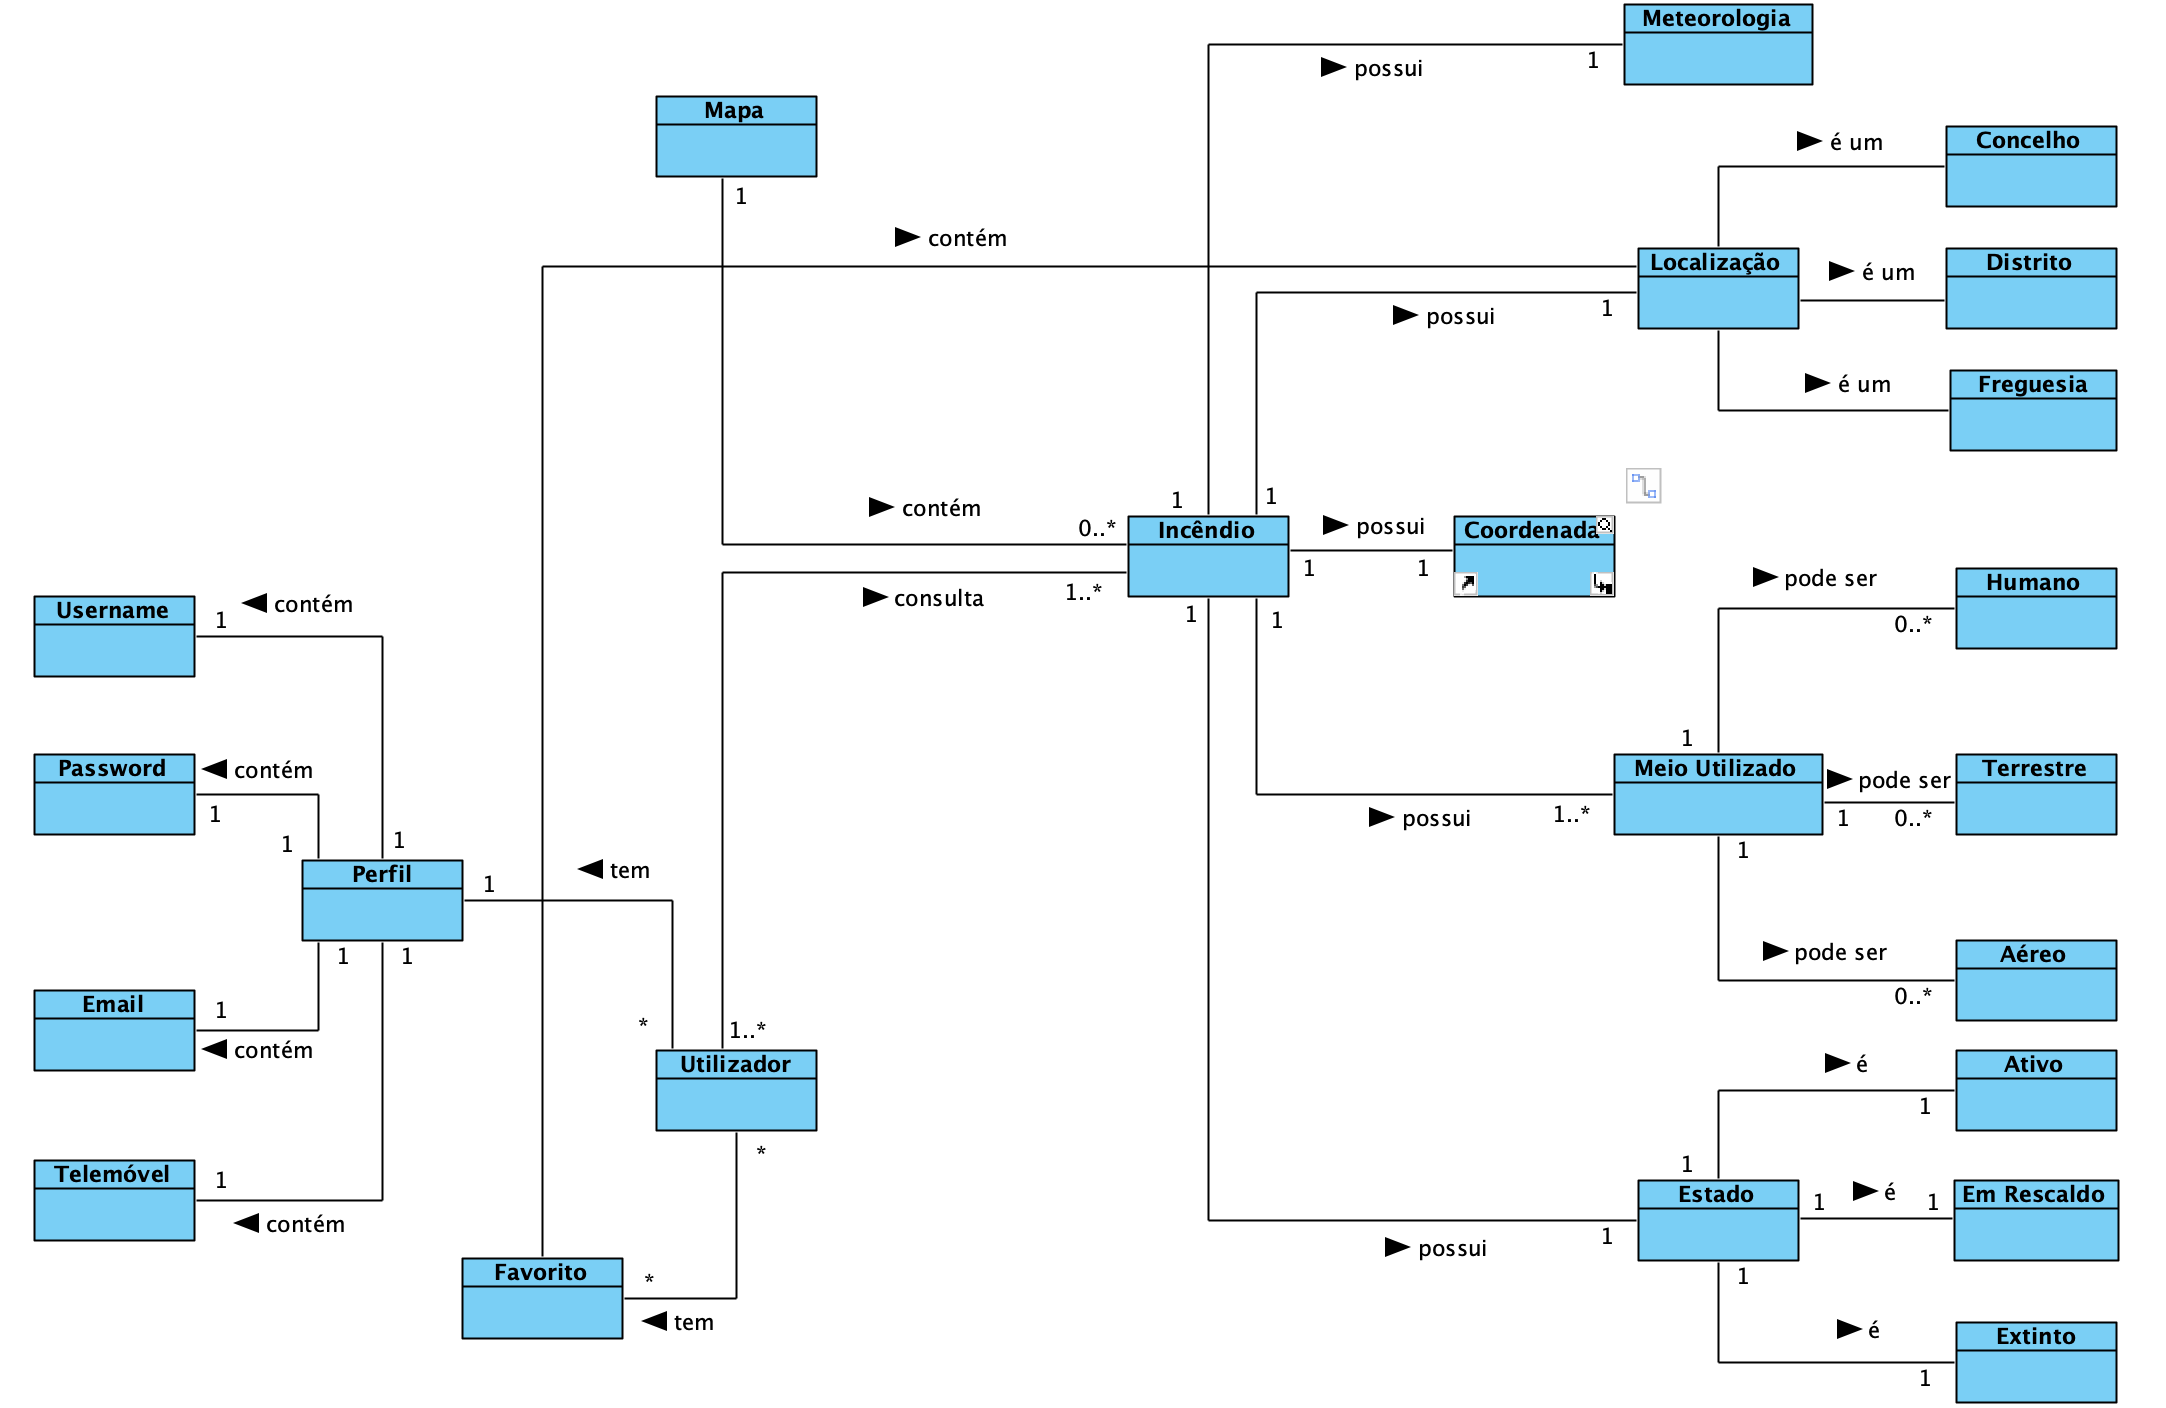 Meteorologia
► possui
1
Mapa
1
► é um
Concelho
► contém
Localização
► é um
Distrito
► possui
1
► é um
Freguesia
► contém
0..*
1
1
Incêndio
► possui
1
1
Coordenada
► consulta
1..*
1
1
► pode ser
Humano
0..*
Username
◄ contém
1
Password
◄ contém
1
1
Meio Utilizado
► pode ser
Terrestre
1
0..*
► possui
1..*
1
1
1
Perfil
◄ tem
1
1
1
► pode ser
Aéreo
0..*
Email
1
◄ contém
*
1..*
Utilizador
*
► é
Ativo
1
Telemóvel
1
◄ contém
1
Estado
1
► é
1
Em Rescaldo
► possui
1
1
Favorito
*
◄ tem
► é
Extinto
1